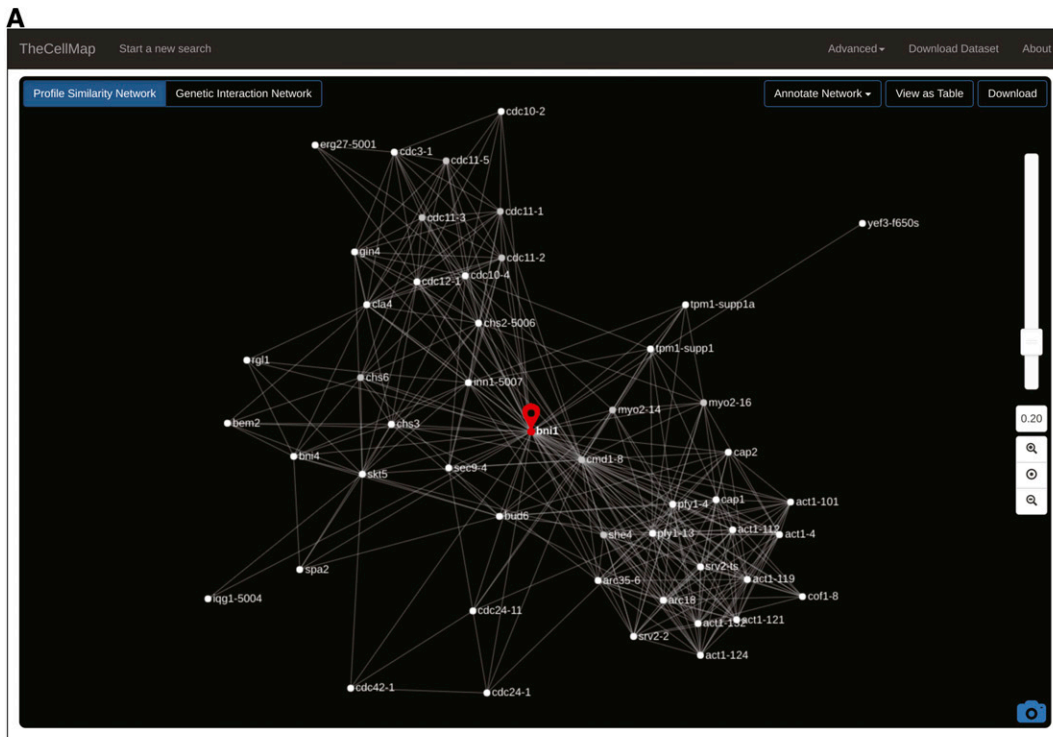 A
TheCellMap Start a new search Advanced Download Dataset About
Profile Similarity Network Genetic Interaction Network Annotate Network View as Table Download
cdc10-2
erg27-5001
cdc3-1
cdc11-5
cdc11-3
cdc11-1
yef3-f650s
gin4
cdc11-2
cdc12-1
cdc10-4
cla4
tpm1-supp1a
chs2-5006
tpm1-supp1
rgl1
chs6
inn1-5007
myo2-14
myo2-16
0.20
bem2
chs3
bni1
bni4
skt5
sec9-4
cmd1-8
cap2
bud6
pfy1-4
cap1
act1-101
she4
pfy1-13
act1-112
act1-4
spa2
srv2-ts
arc35-6
act1-119
iqg1-5004
cdc24-11
arc18
cof1-8
act1-132
act1-121
srv2-2
act1-124
cdc42-1
cdc24-1